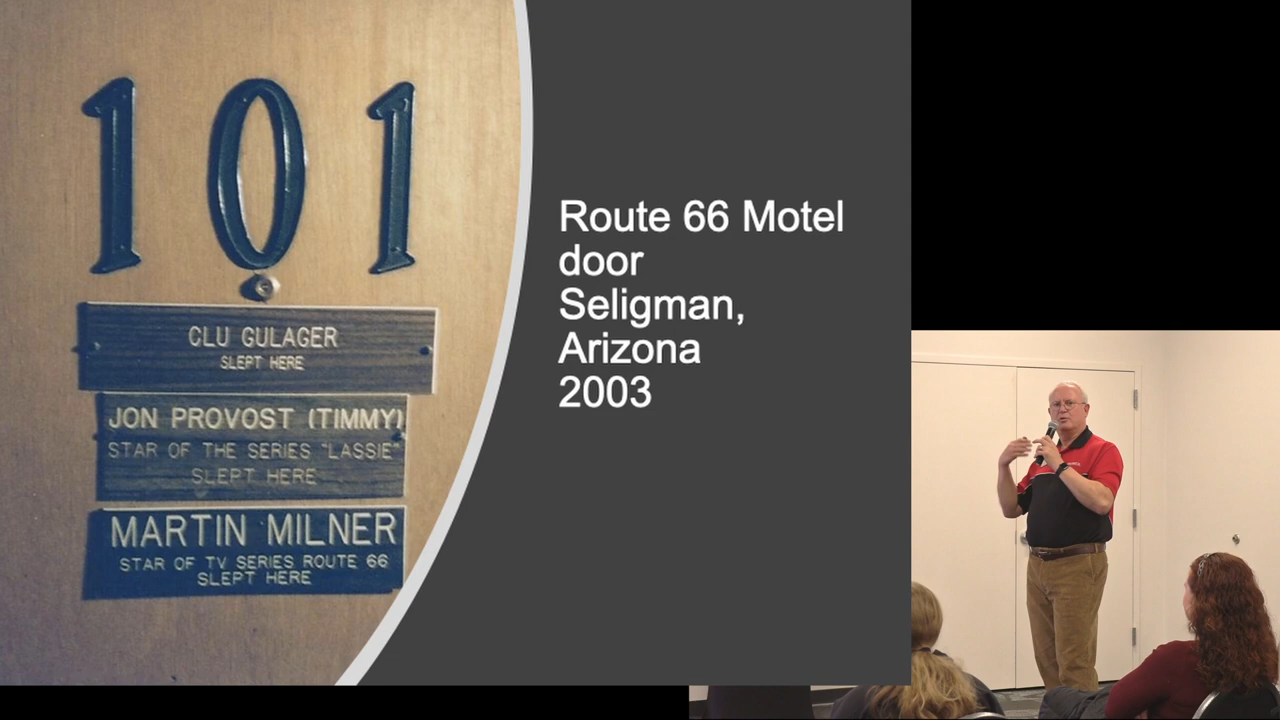 101
CLU GULAGER
SLEPT HERE
JON PROVOST (TIMMY)
STAR OF THE SERIES "LASSIE"
SLEPT HERE
MARTIN MILNER
STAR OF TV SERIES ROUTE 66
SLEPT HERE
Route 66 Motel
door
Seligman,
Arizona
2003